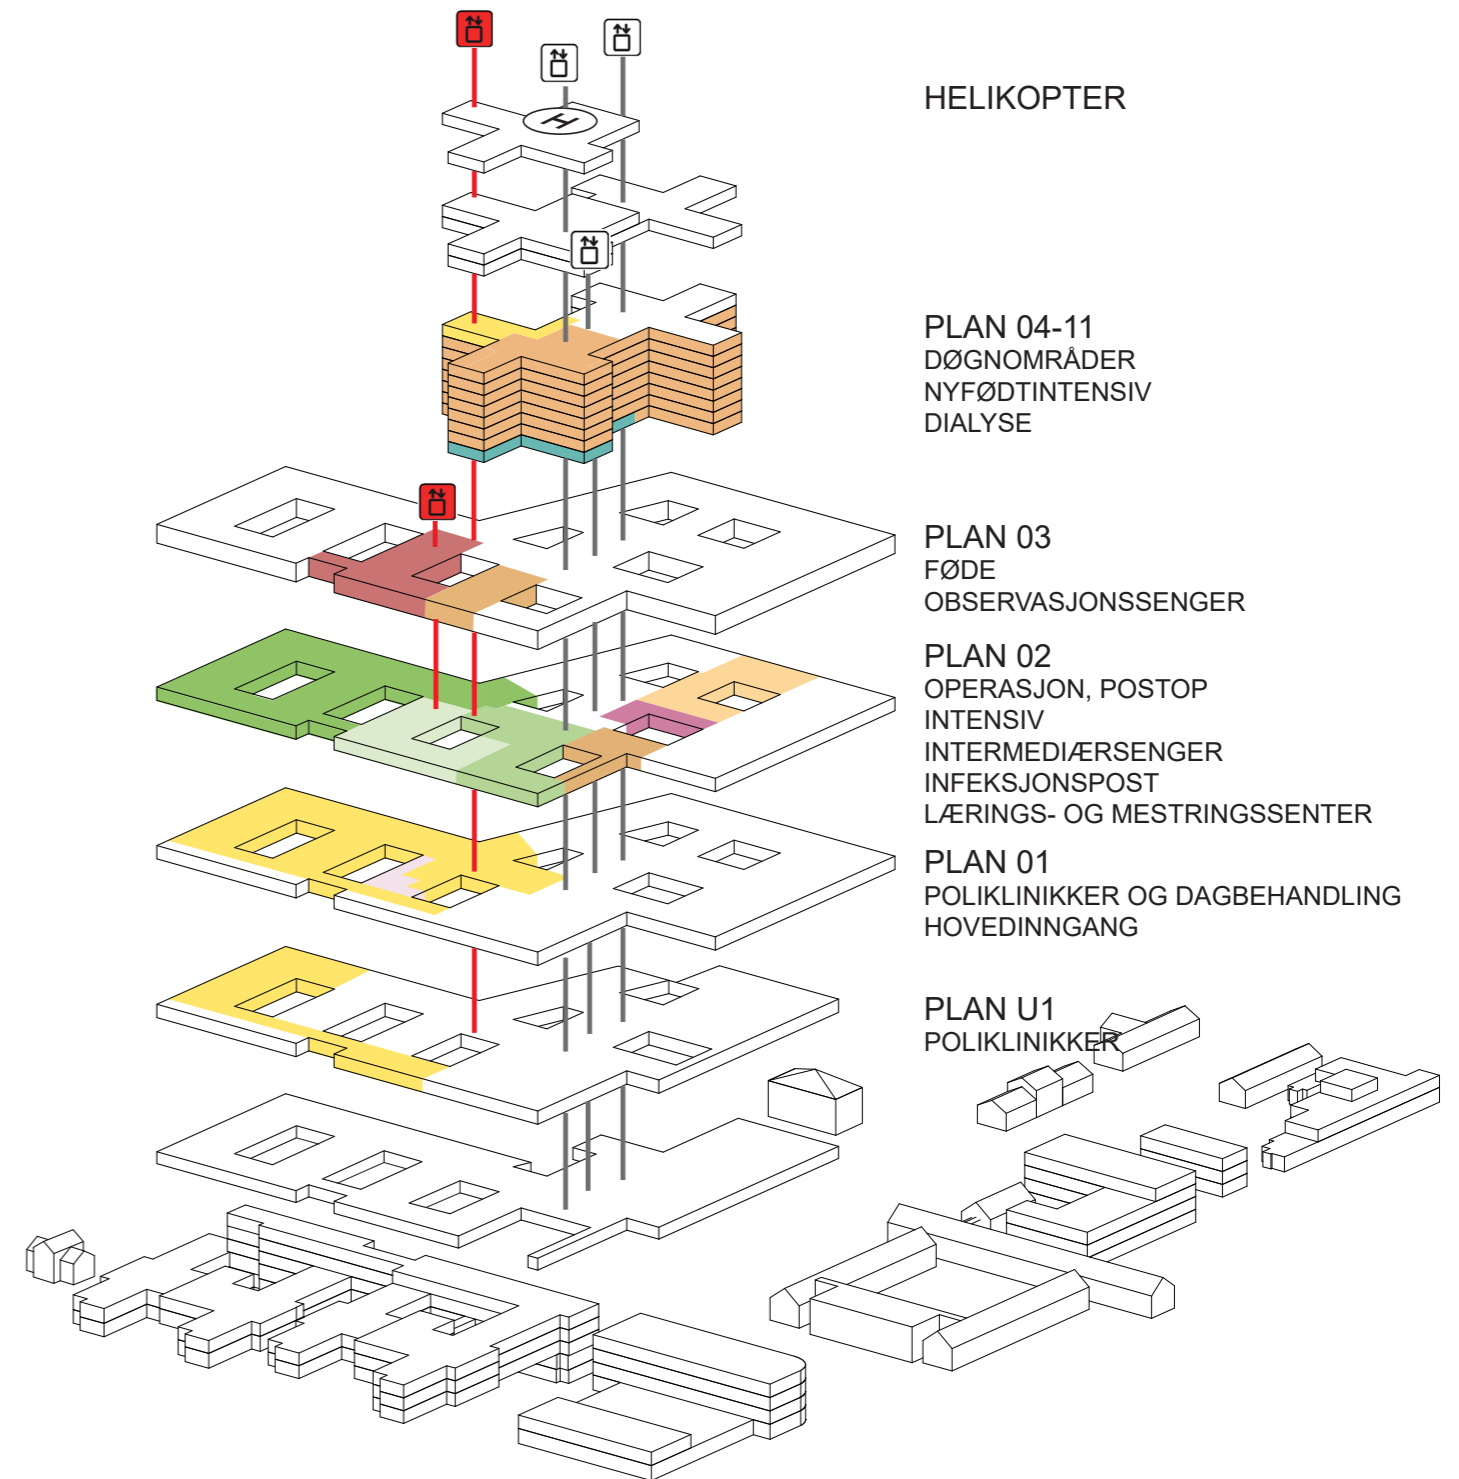 HELIKOPTER
H
PLAN 04-11
DØGNOMRÅDER
NYFØDTINTENSIV
DIALYSE
PLAN 03
FØDE
OBSERVASJONSSENGER
PLAN 02
OPERASJON, POSTOP
INTENSIV
INTERMEDIÆRSENGER
INFEKSJONSPOST
LÆRINGS- OG MESTRINGSSENTER
PLAN 01
POLIKLINIKKER OG DAGBEHANDLING
HOVEDINNGANG
PLAN U1
POLIKLINIKKER